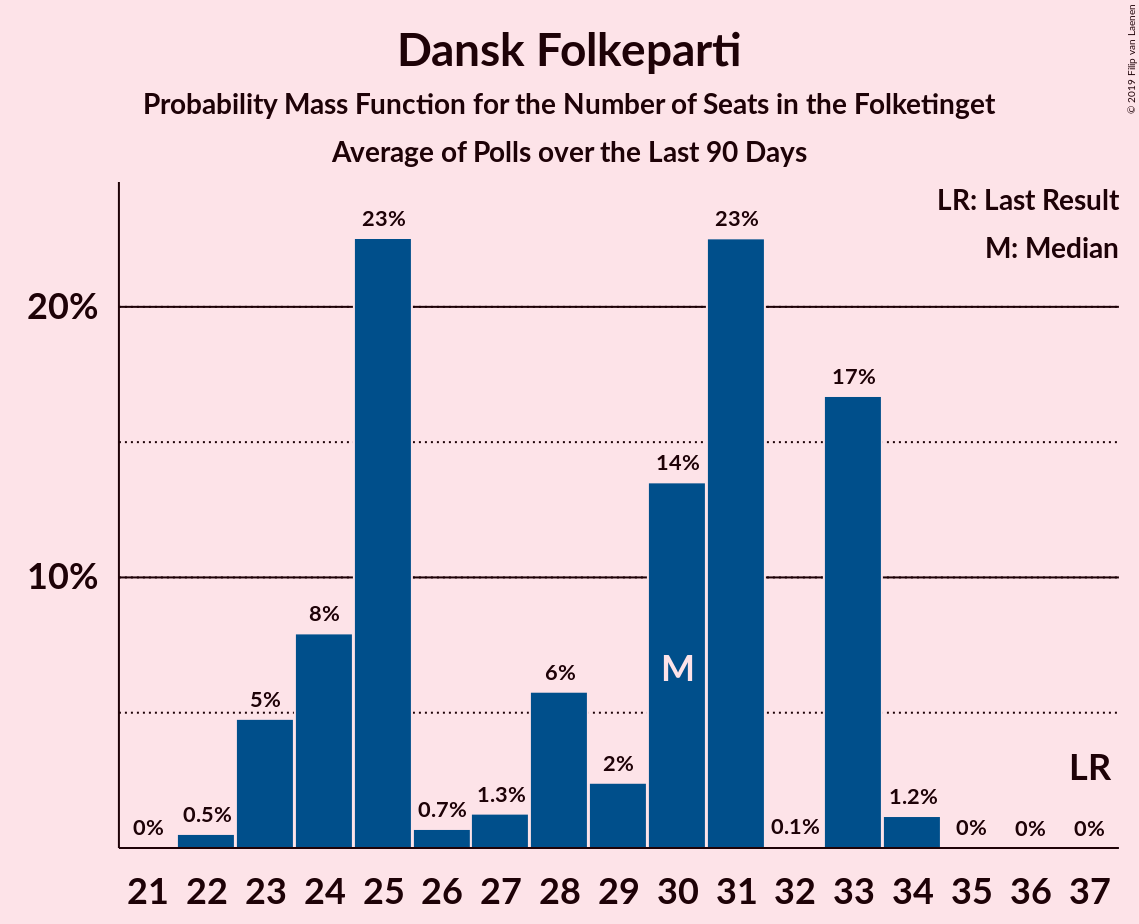 Dansk Folkeparti
Probability Mass Function for the Number of Seats in the Folketinget
Average of Polls over the Last 90 Days
© 2019 Filip van Laenen
LR: Last Result
M: Median
20%
10%
0%
0.5%
5%
8%
23%
0.7%
1.3%
6%
2%
14%
23%
0.1%
17%
1.2%
0%
0%
0%
M
LR
21 22 23 24 25 26 27 28 29 30 31 32 33 34 35 36 37